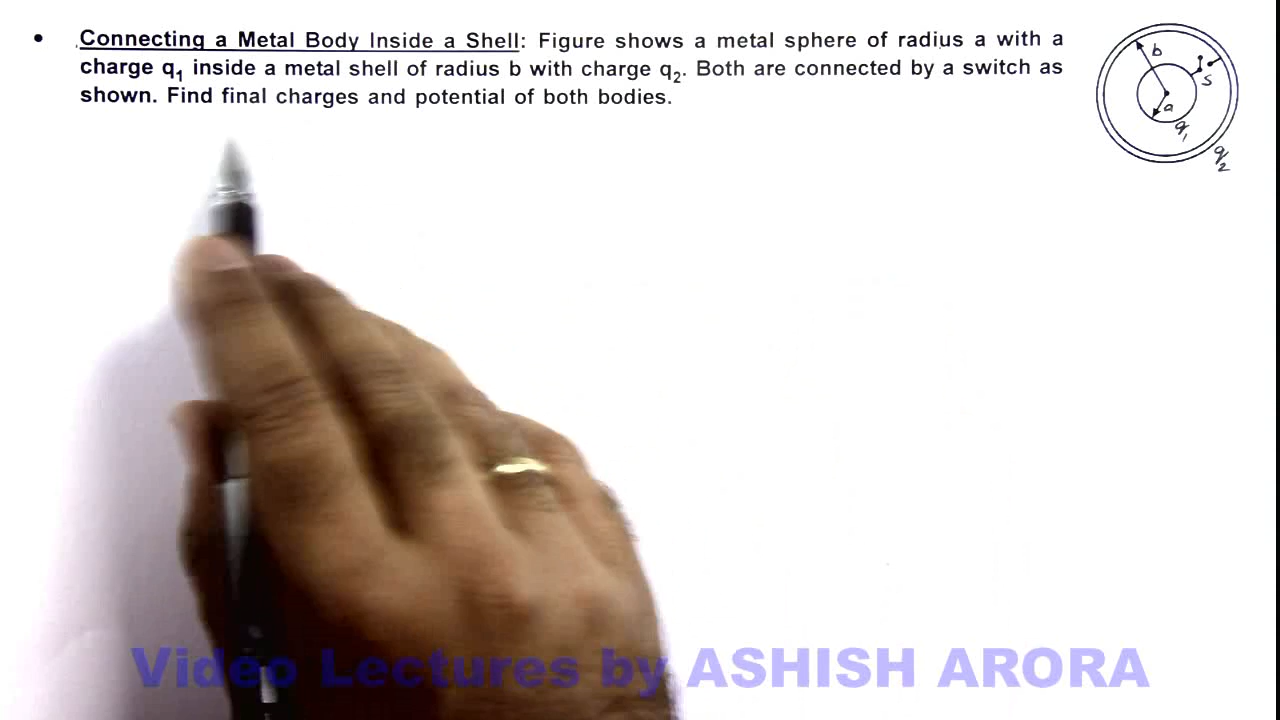 • Connecting a Metal Body Inside a Shell: Figure shows a metal sphere of radius a with a
charge q₁ inside a metal shell of radius b with charge q₂. Both are connected by a switch as
shown. Find final charges and potential of both bodies.
b
S
a
q₁
q₂
Video Lectures by ASHISH ARORA